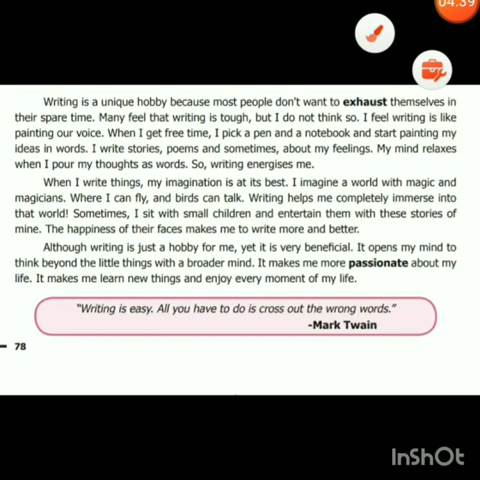 04:39
Writing is a unique hobby because most people don't want to exhaust themselves in
their spare time. Many feel that writing is tough, but I do not think so. I feel writing is like
painting our voice. When I get free time, I pick a pen and a notebook and start painting my
ideas in words. I write stories, poems and sometimes, about my feelings. My mind relaxes
when I pour my thoughts as words. So, writing energises me.
When I write things, my imagination is at its best. I imagine a world with magic and
magicians. Where I can fly, and birds can talk. Writing helps me completely immerse into
that world! Sometimes, I sit with small children and entertain them with these stories of
mine. The happiness of their faces makes me to write more and better.
Although writing is just a hobby for me, yet it is very beneficial. It opens my mind to
think beyond the little things with a broader mind. It makes me more passionate about my
life. It makes me learn new things and enjoy every moment of my life.
"Writing is easy. All you have to do is cross out the wrong words."
-Mark Twain
78
InShOt